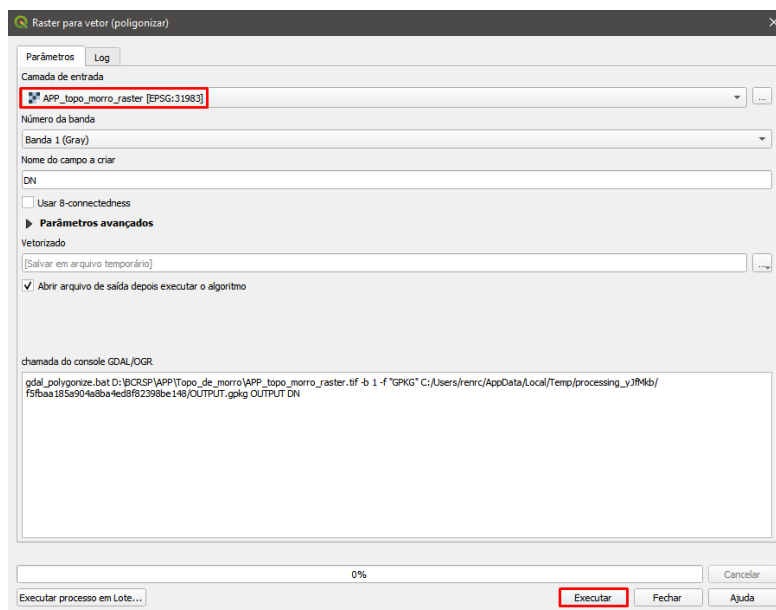 Raster para vetor (poligonizar)
Parâmetros Log
Camada de entrada
APP_topo_morro_raster [EPSG:31983]
...
Número da banda
Banda 1 (Gray)
Nome do campo a criar
DN
Usar 8-connectedness
Parâmetros avançados
Vetorizado
[Salvar em arquivo temporário]
...
Abrir arquivo de saída depois executar o algoritmo
chamada do console GDAL/OGR
gdal_polygonize.bat D:\BCRSP\APP\Topo_de_morro\APP_topo_morro_raster.tif -b 1 -f "GPKG" C:/Users/renrc/AppData/Local/Temp/processing_yJfMkb/
f5fbaa185a904a8ba4ed8f82398be148/OUTPUT.gpkg OUTPUT DN
0%
Cancelar
Executar processo em Lote...
Executar
Fechar
Ajuda